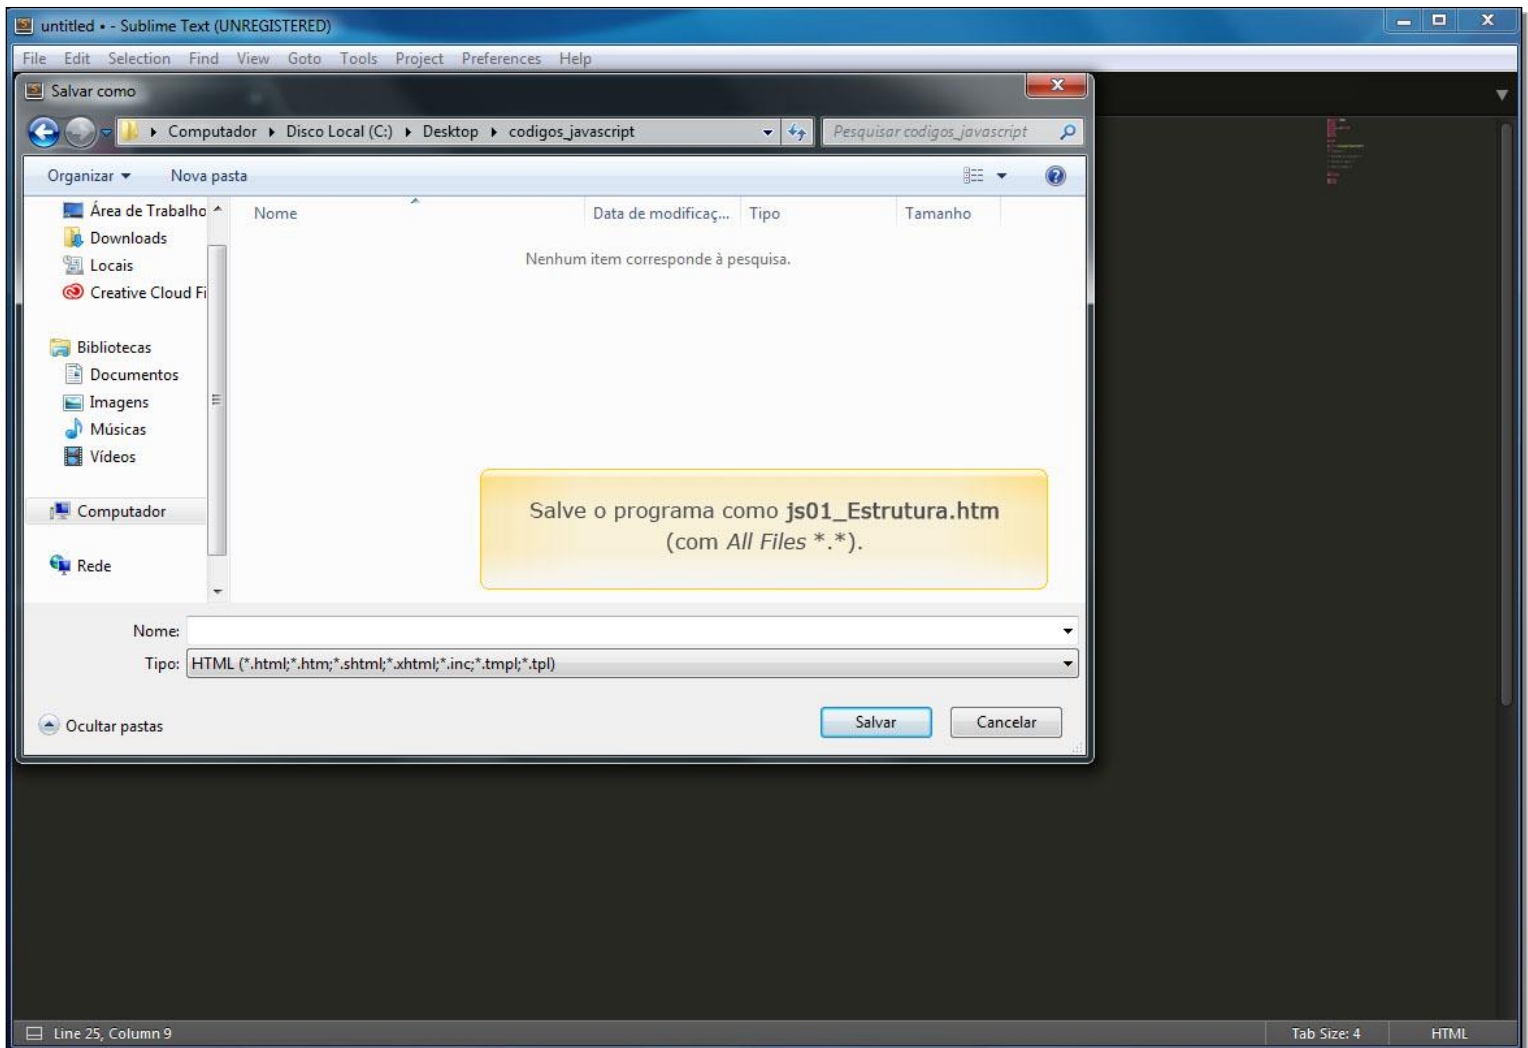 untitled • - Sublime Text (UNREGISTERED)
File Edit Selection Find View Goto Tools Project Preferences Help
Salvar como
Computador Disco Local (C:) Desktop codigos_javascript
Pesquisar codigos_javascript
Organizar Nova pasta
Área de Trabalho
Downloads
Locais
Creative Cloud Fi
Bibliotecas
Documentos
Imagens
Músicas
Vídeos
Computador
Rede
Nome Data de modificaç... Tipo Tamanho
Nenhum item corresponde à pesquisa.
Salve o programa como js01_Estrutura.htm
(com All Files *.*).
Nome:
Tipo: HTML (*.html;*.htm;*.shtml;*.xhtml;*.inc;*.tmpl;*.tpl)
Ocultar pastas
Salvar Cancelar
Line 25, Column 9
Tab Size: 4 HTML